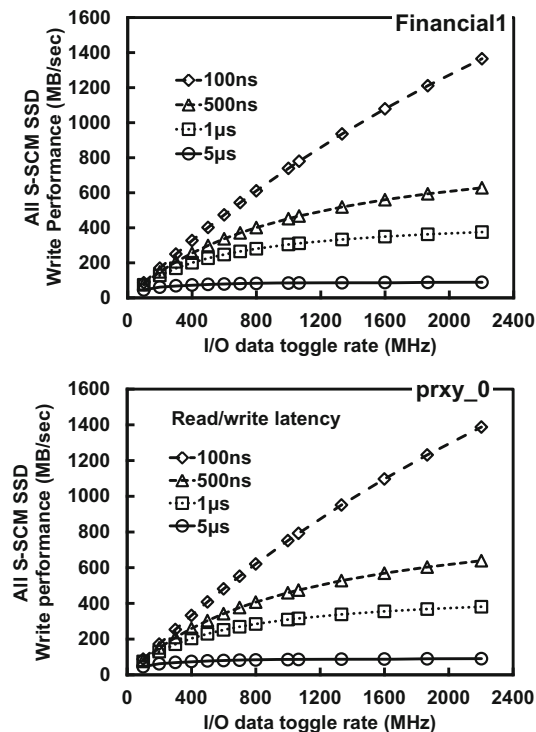 Financial1
1600
1400
1200
1000
800
600
400
200
0
All S-SCM SSD
Write Performance (MB/sec)
100ns
500ns
1μs
5μs
0 400 800 1200 1600 2000 2400
I/O data toggle rate (MHz)
prxy_0
1600
1400
1200
1000
800
600
400
200
0
All S-SCM SSD
Write performance (MB/sec)
Read/write latency
100ns
500ns
1μs
5μs
0 400 800 1200 1600 2000 2400
I/O data toggle rate (MHz)